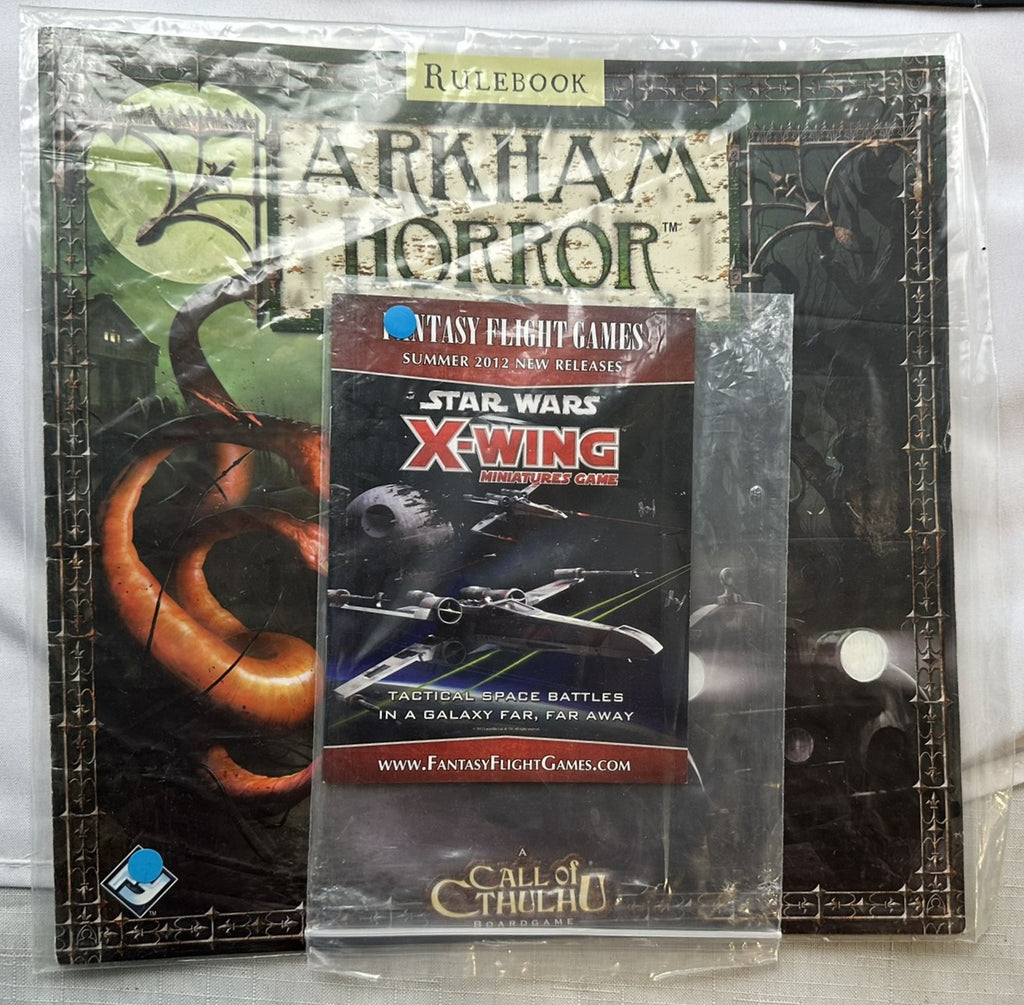 RULEBOOK
ARKHAM
HORROR™
FANTASY FLIGHT GAMES
SUMMER 2012 NEW RELEASES
STAR WARS
X-WING
MINIATURES GAME
TACTICAL SPACE BATTLES
IN A GALAXY FAR, FAR AWAY
WWW.FANTASYFLIGHTGAMES.COM
A
CALL OF
CTHULHU
BOARDGAME
TM